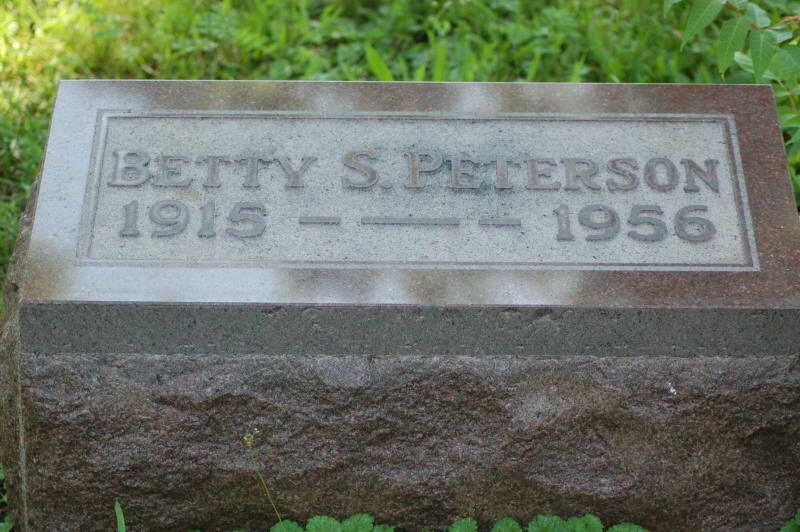 BETTY S. PETERSON
1915 - — - 1956